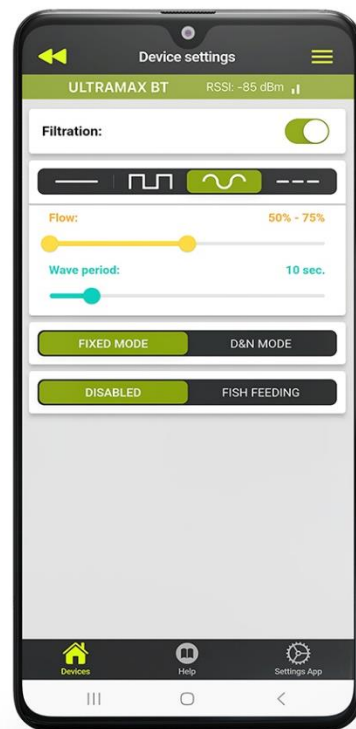 Device settings
ULTRAMAX BT RSSI: -85 dBm
Filtration:
Flow: 50% - 75%
Wave period: 10 sec.
FIXED MODE D&N MODE
DISABLED FISH FEEDING
Devices Help Settings App